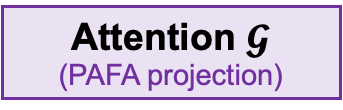 Attention 𝒢
(PAFA projection)